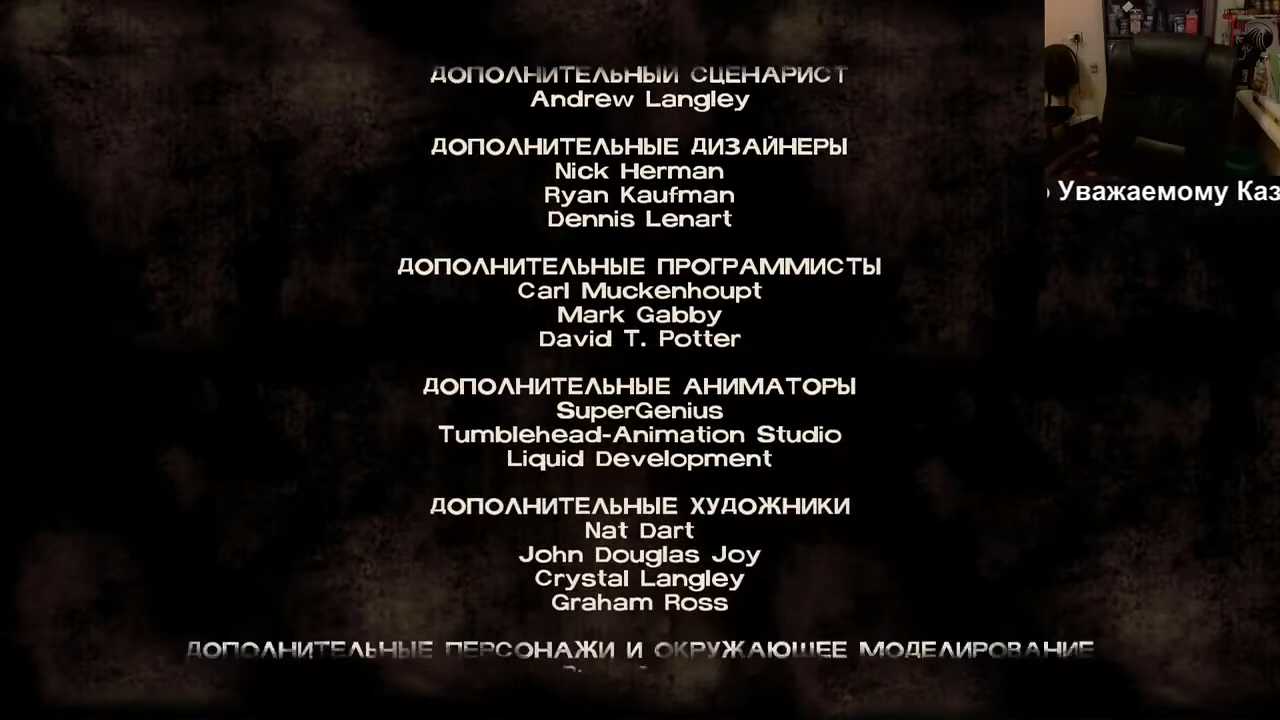 ДОПОЛНИТЕЛЬНЫЙ СЦЕНАРИСТ
Andrew Langley
ДОПОЛНИТЕЛЬНЫЕ ДИЗАЙНЕРЫ
Nick Herman
Ryan Kaufman
Dennis Lenart
ДОПОЛНИТЕЛЬНЫЕ ПРОГРАММИСТЫ
Carl Muckenhoupt
Mark Gabby
David T. Potter
ДОПОЛНИТЕЛЬНЫЕ АНИМАТОРЫ
SuperGenius
Tumblehead-Animation Studio
Liquid Development
ДОПОЛНИТЕЛЬНЫЕ ХУДОЖНИКИ
Nat Dart
John Douglas Joy
Crystal Langley
Graham Ross
ДОПОЛНИТЕЛЬНЫЕ ПЕРСОНАЖИ И ОКРУЖАЮЩЕЕ МОДЕЛИРОВАНИЕ
Уважаемому Каз